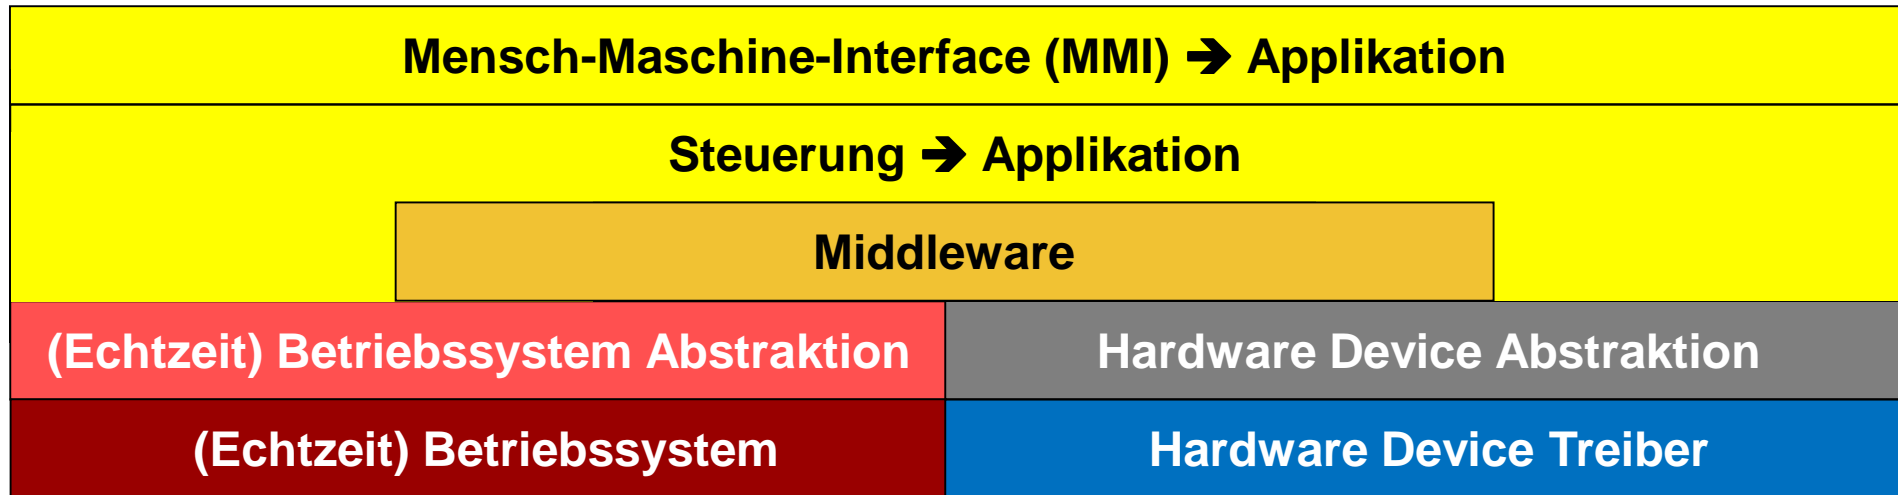 Mensch-Maschine-Interface (MMI) ➔ Applikation
Steuerung ➔ Applikation
Middleware
(Echtzeit) Betriebssystem Abstraktion
Hardware Device Abstraktion
(Echtzeit) Betriebssystem
Hardware Device Treiber